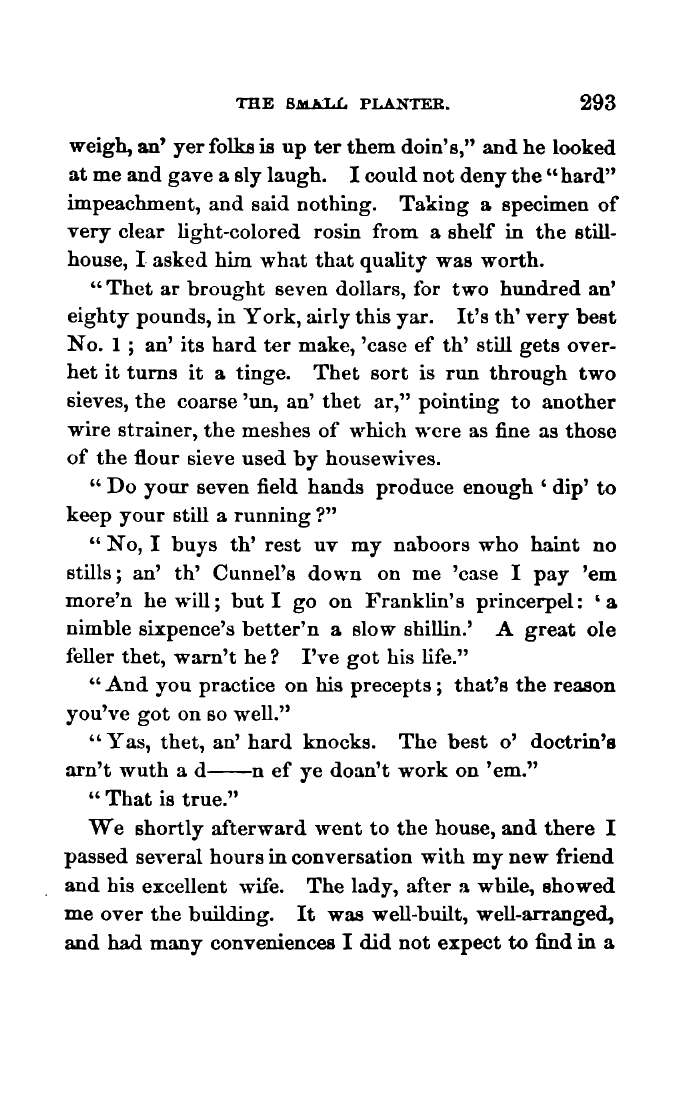 THE SMALL PLANTER. 293
weigh, an' yer folks is up ter them doin's," and he looked
at me and gave a sly laugh. I could not deny the "hard"
impeachment, and said nothing. Taking a specimen of
very clear light-colored rosin from a shelf in the still-
house, I asked him what that quality was worth.
"Thet ar brought seven dollars, for two hundred an'
eighty pounds, in York, airly this yar. It's th' very best
No. 1; an' its hard ter make, 'case ef th' still gets over-
het it turns it a tinge. Thet sort is run through two
sieves, the coarse 'un, an' thet ar," pointing to another
wire strainer, the meshes of which were as fine as those
of the flour sieve used by housewives.
"Do your seven field hands produce enough 'dip' to
keep your still a running?"
"No, I buys th' rest uv my naboors who haint no
stills; an' th' Cunnel's down on me 'case I pay 'em
more'n he will; but I go on Franklin's princerpel: 'a
nimble sixpence's better'n a slow shillin.' A great ole
feller thet, warn't he? I've got his life."
"And you practice on his precepts; that's the reason
you've got on so well."
"Yas, thet, an' hard knocks. The best o' doctrin's
arn't wuth a d——n ef ye doan't work on 'em."
"That is true."
We shortly afterward went to the house, and there I
passed several hours in conversation with my new friend
and his excellent wife. The lady, after a while, showed
me over the building. It was well-built, well-arranged,
and had many conveniences I did not expect to find in a